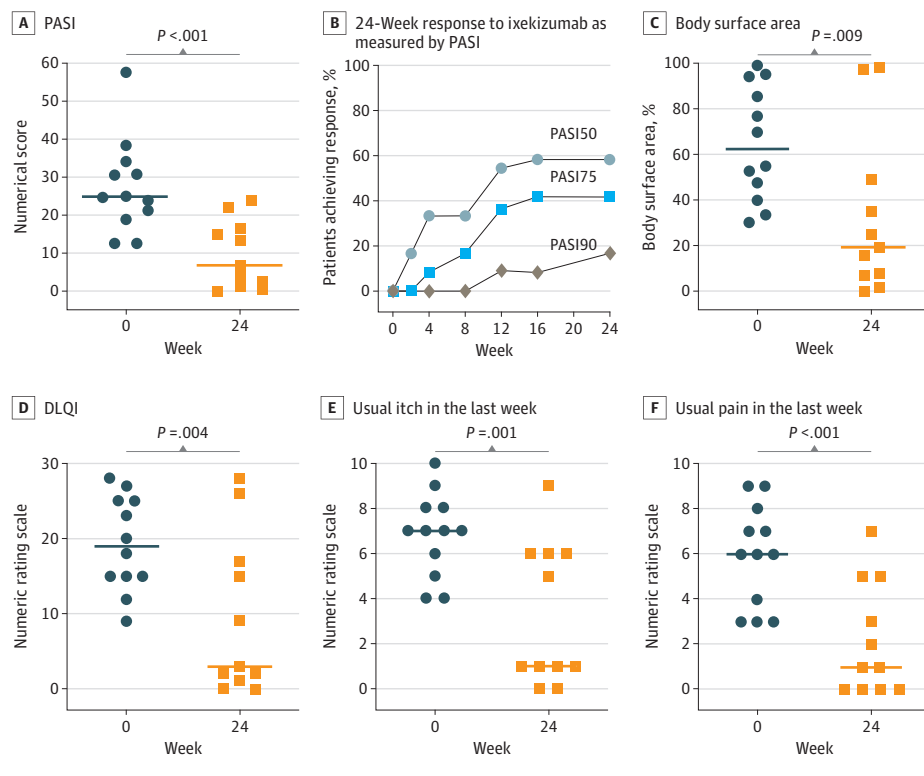 A PASI
P <.001
Numerical score
60
50
40
30
20
10
0
0 24
Week
B 24-Week response to ixekizumab as
measured by PASI
Patients achieving response, %
100
80
60
40
20
0
PASI50
PASI75
PASI90
0 4 8 12 16 20 24
Week
C Body surface area
P =.009
Body surface area, %
100
80
60
40
20
0
0 24
Week
D DLQI
P =.004
Numeric rating scale
30
20
10
0
0 24
Week
E Usual itch in the last week
P =.001
Numeric rating scale
10
8
6
4
2
0
0 24
Week
F Usual pain in the last week
P <.001
Numeric rating scale
10
8
6
4
2
0
0 24
Week